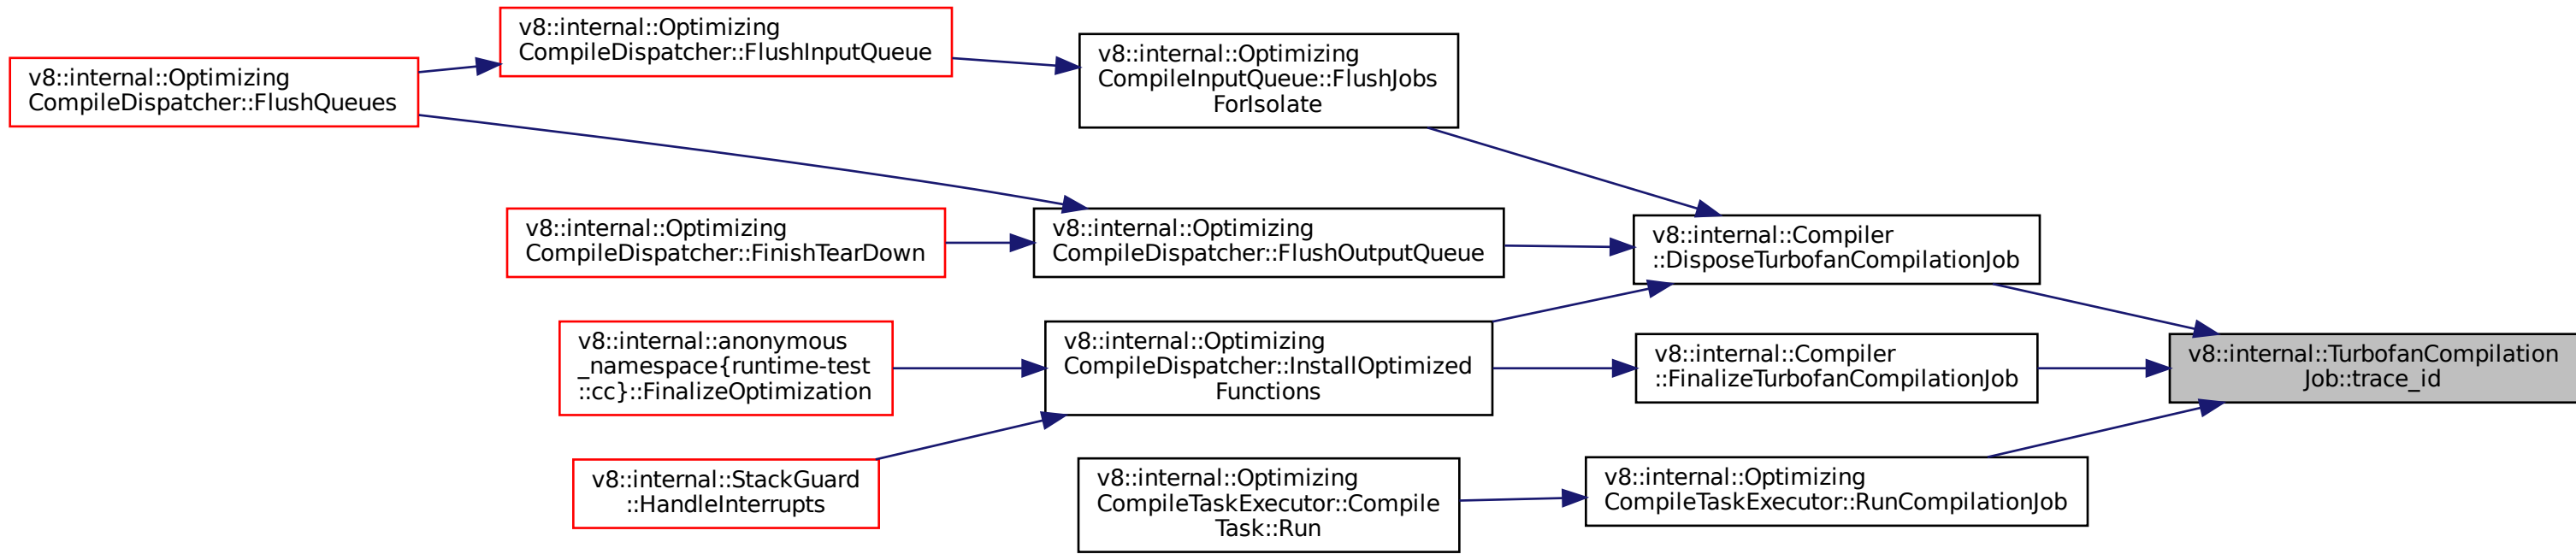 v8::internal::Optimizing
CompileDispatcher::FlushQueues
v8::internal::Optimizing
CompileDispatcher::FlushInputQueue
v8::internal::Optimizing
CompileInputQueue::FlushJobs
ForIsolate
v8::internal::Optimizing
CompileDispatcher::FinishTearDown
v8::internal::Optimizing
CompileDispatcher::FlushOutputQueue
v8::internal::Compiler
::DisposeTurbofanCompilationJob
v8::internal::anonymous
_namespace{runtime-test
::cc}::FinalizeOptimization
v8::internal::Optimizing
CompileDispatcher::InstallOptimized
Functions
v8::internal::Compiler
::FinalizeTurbofanCompilationJob
v8::internal::TurbofanCompilation
Job::trace_id
v8::internal::StackGuard
::HandleInterrupts
v8::internal::Optimizing
CompileTaskExecutor::Compile
Task::Run
v8::internal::Optimizing
CompileTaskExecutor::RunCompilationJob